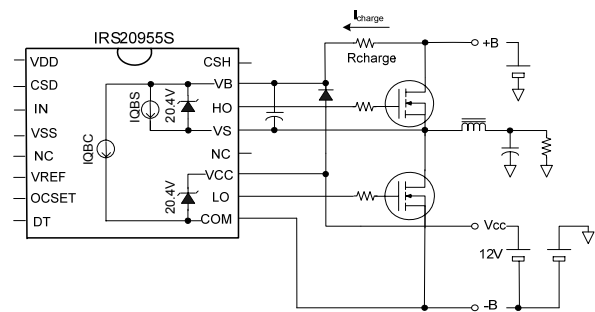 IRS20955S
VDD
CSD
IN
VSS
NC
VREF
OCSET
DT
IQBC
IQBS
20.4V
20.4V
CSH
VB
HO
VS
NC
VCC
LO
COM
Icharge
Rcharge
+B
Vcc
12V
-B